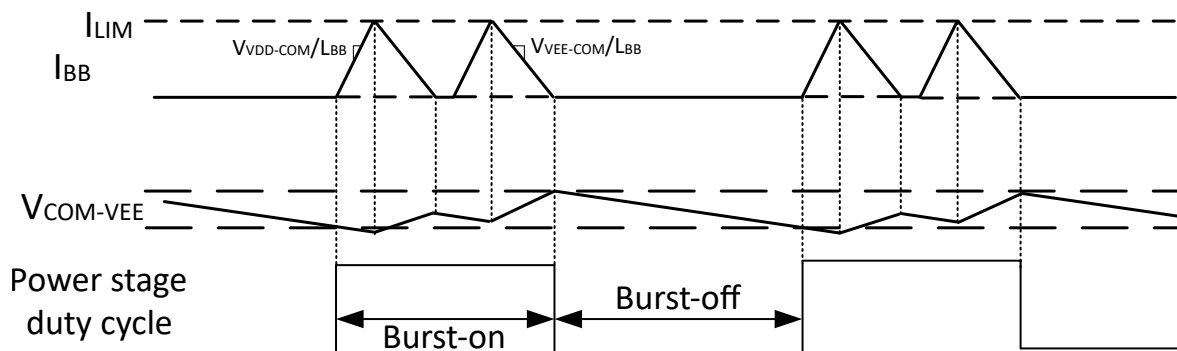 ILIM
VVDD-COM/LBB
VVEE-COM/LBB
IBB
VCOM-VEE
Power stage
duty cycle
Burst-on
Burst-off